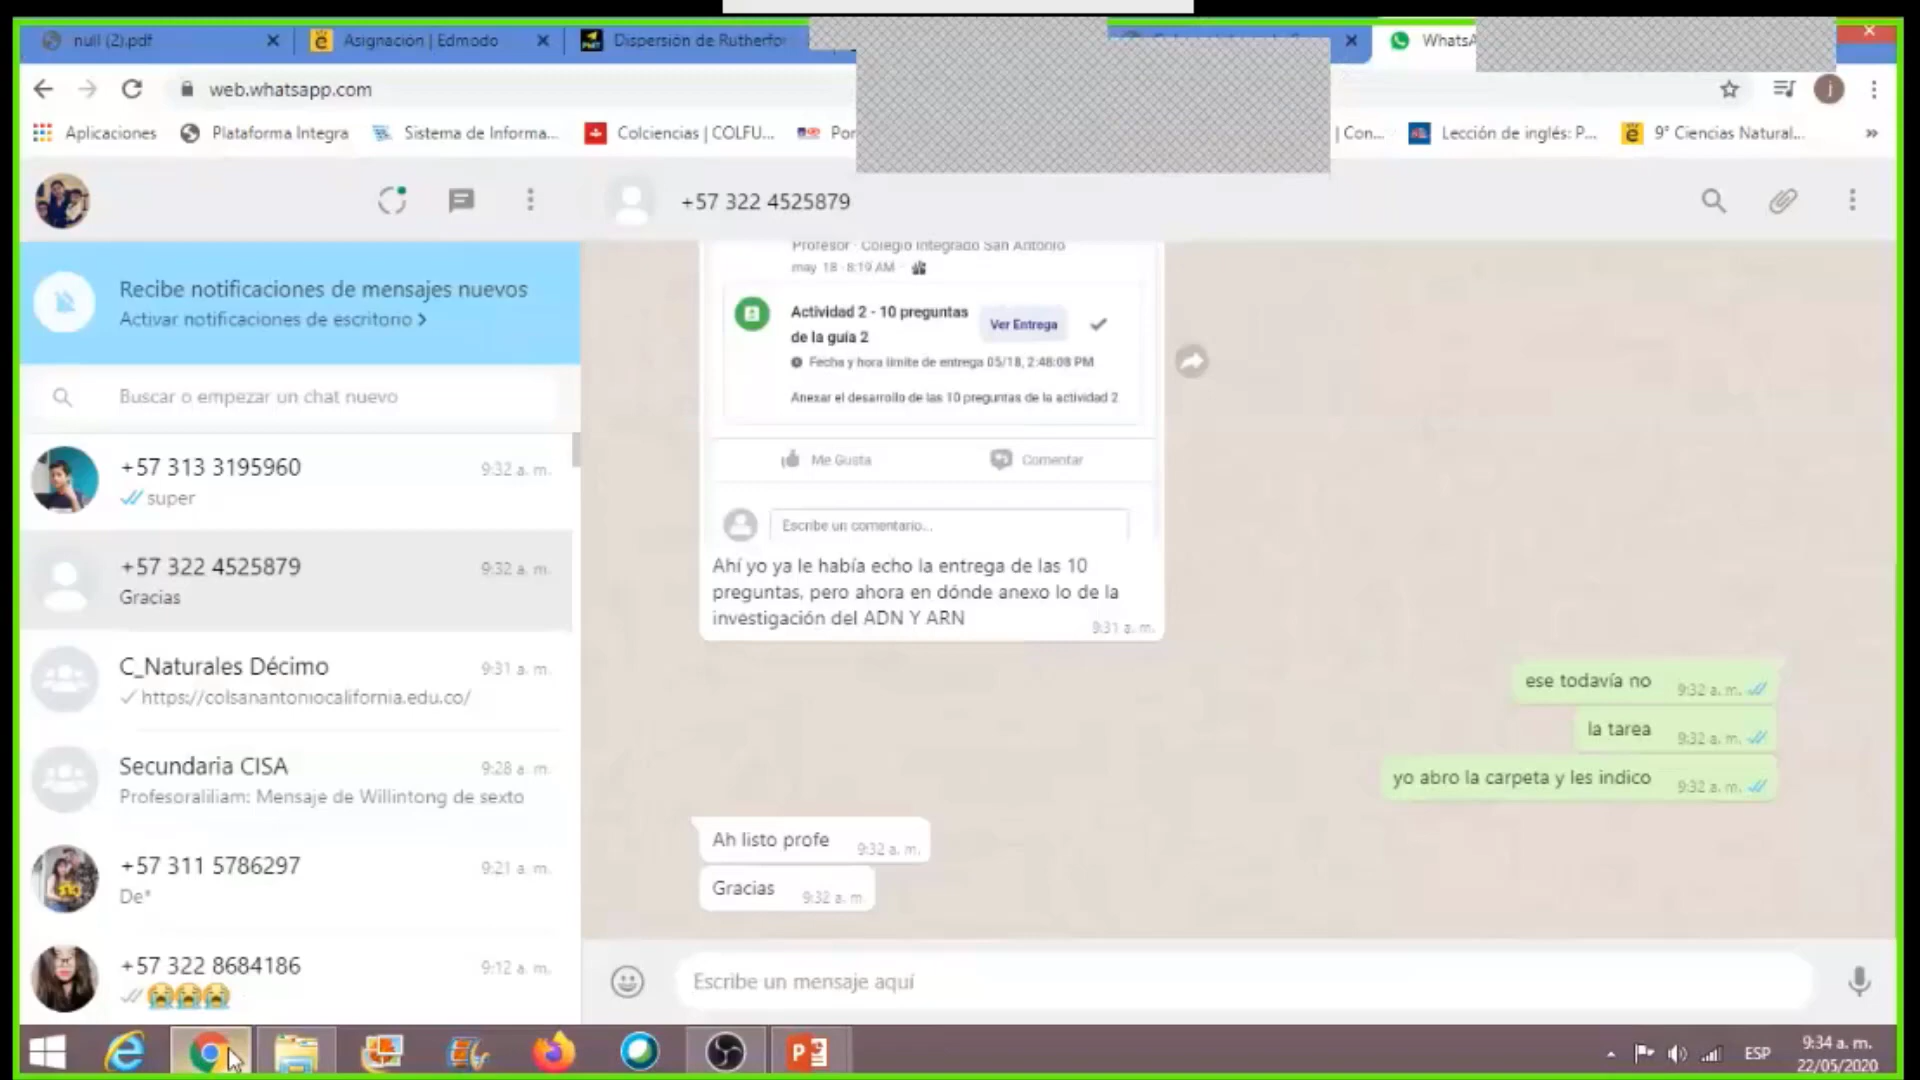 null (2).pdf
Asignación | Edmodo
Dispersión de Rutherfor
WhatsA
web.whatsapp.com
j
Aplicaciones
Plataforma Integra
Sistema de Informa...
Colciencias | COLFU...
Por
| Con...
Lección de inglés: P...
9° Ciencias Natural...
»
+57 322 4525879
Recibe notificaciones de mensajes nuevos
Activar notificaciones de escritorio >
Buscar o empezar un chat nuevo
+57 313 3195960
9:32 a. m.
super
+57 322 4525879
9:32 a. m.
Gracias
C_Naturales Décimo
9:31 a. m.
https://colsanantoniocalifornia.edu.co/
Secundaria CISA
9:28 a. m.
Profesoraliliam: Mensaje de Willintong de sexto
+57 311 5786297
9:21 a. m.
De*
+57 322 8684186
9:12 a. m.
Profesor · Colegio Integrado San Antonio
may 18 · 8:19 AM
Actividad 2 - 10 preguntas
de la guia 2
Ver Entrega
Fecha y hora limite de entrega 05/18, 2:48:08 PM
Anexar el desarrollo de las 10 preguntas de la actividad 2
Me Gusta
Comentar
Escribe un comentario...
Ahí yo ya le había echo la entrega de las 10
preguntas, pero ahora en dónde anexo lo de la
investigación del ADN Y ARN
9:31 a. m.
ese todavía no
9:32 a. m.
la tarea
9:32 a. m.
yo abro la carpeta y les indico
9:32 a. m.
Ah listo profe
9:32 a. m.
Gracias
9:32 a. m.
Escribe un mensaje aquí
ESP
9:34 a. m.
22/05/2020